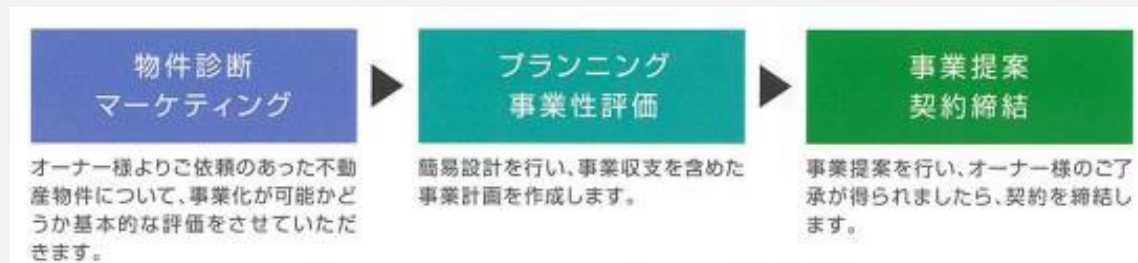 物件診断
マーケティング
オーナー様よりご依頼のあった不動
産物件について、事業化が可能かど
うか基本的な評価をさせていただ
きます。
プランニング
事業性評価
簡易設計を行い、事業収支を含めた
事業計画を作成します。
事業提案
契約締結
事業提案を行い、オーナー様のご了
承が得られましたら、契約を締結し
ます。